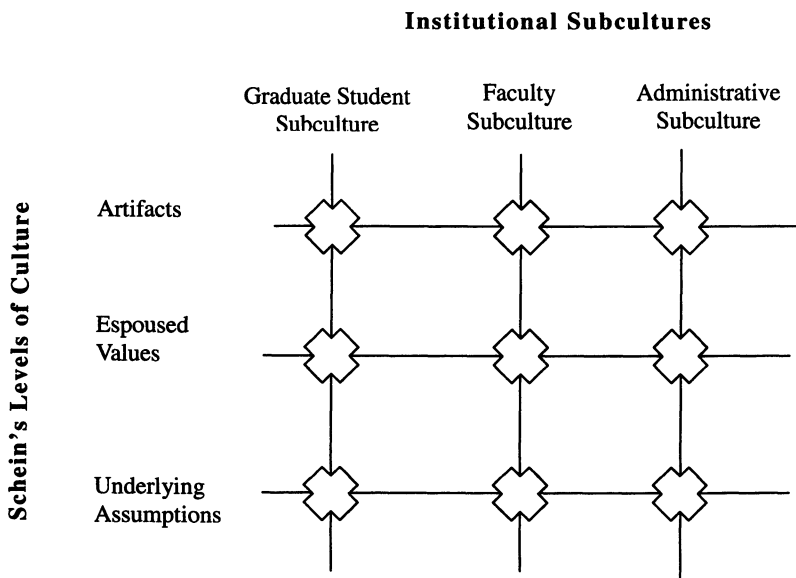 Institutional Subcultures
Graduate Student
Subculture
Faculty
Subculture
Administrative
Subculture
Schein's Levels of Culture
Artifacts
Espoused
Values
Underlying
Assumptions